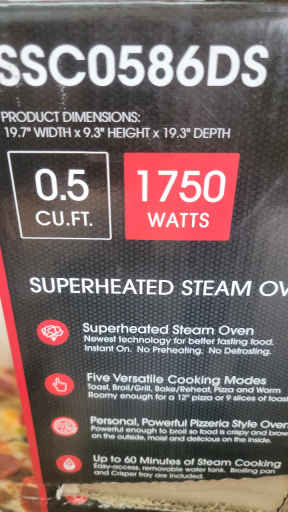 SSC0586DS
PRODUCT DIMENSIONS:
19.7" WIDTH x 9.3" HEIGHT x 19.3" DEPTH
0.5
CU.FT.
1750
WATTS
SUPERHEATED STEAM OV
Superheated Steam Oven
Newest technology for better tasting food.
Instant On. No Preheating. No Defrosting.
Five Versatile Cooking Modes
Toast, Broil/Grill, Bake/Reheat, Pizza and Warm
Roomy enough for a 12" pizza or 9 slices of toast
Personal, Powerful Pizzeria Style Oven
Powerful enough to broil so food is crispy and brow
on the outside, moist and delicious on the inside.
Up to 60 Minutes of Steam Cooking
Easy-access, removable water tank. Broiling pan
and Crisper tray are included.